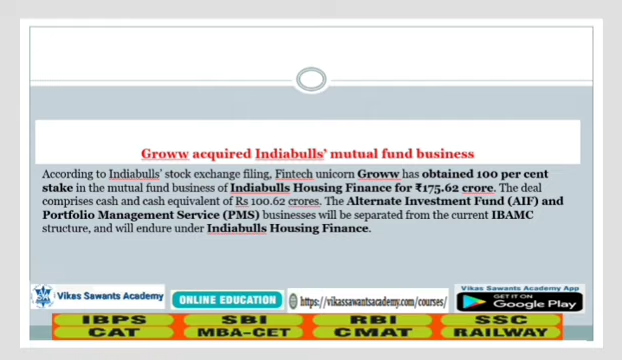 Groww acquired Indiabulls' mutual fund business
According to Indiabulls' stock exchange filing, Fintech unicorn Groww has obtained 100 per cent
stake in the mutual fund business of Indiabulls Housing Finance for ₹175.62 crore. The deal
comprises cash and cash equivalent of Rs 100.62 crores. The Alternate Investment Fund (AIF) and
Portfolio Management Service (PMS) businesses will be separated from the current IBAMC
structure, and will endure under Indiabulls Housing Finance.
Vikas Sawants Academy
ONLINE EDUCATION
https://vikassawantsacademy.com/courses/
Vikas Sawants Academy App
GET IT ON
Google Play
IBPS SBI RBI SSC
CAT MBA-CET CMAT RAILWAY